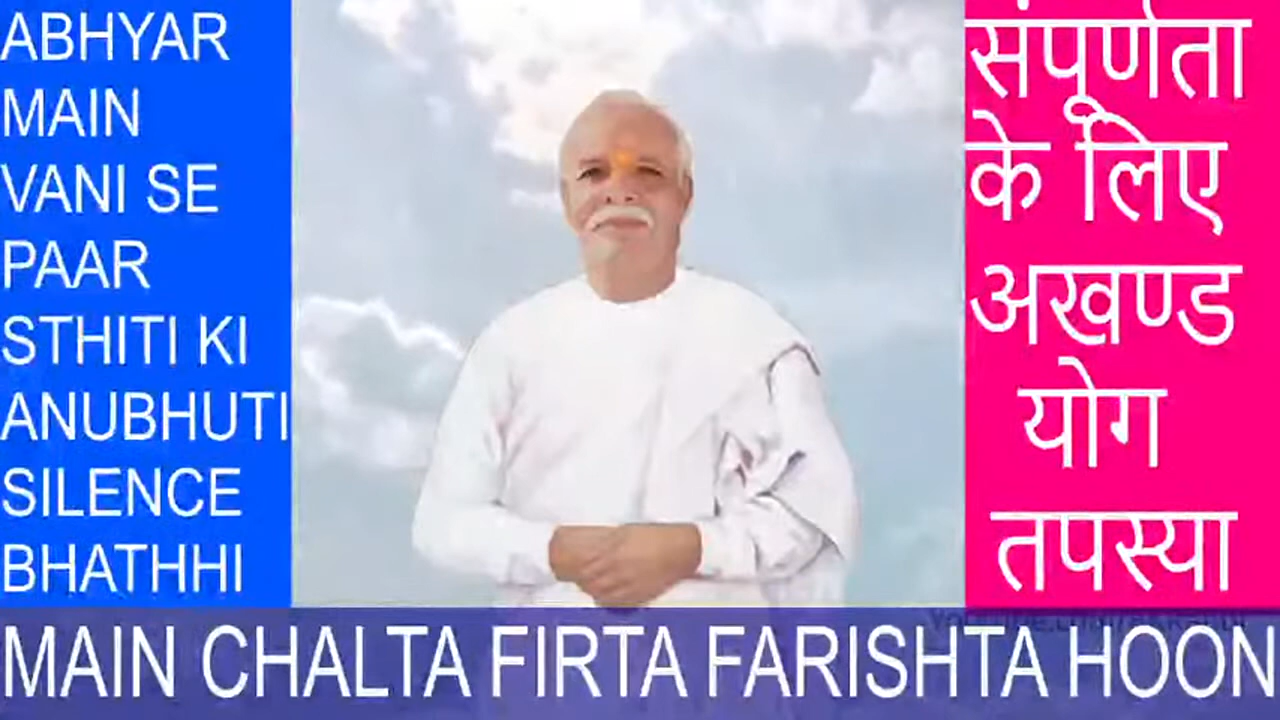 ABHYAR
MAIN
VANI SE
PAAR
STHITI KI
ANUBHUTI
SILENCE
BHATHHI
संपूर्णता
के लिए
अखण्ड
योग
तपस्या
MAIN CHALTA FIRTA FARISHTA HOON